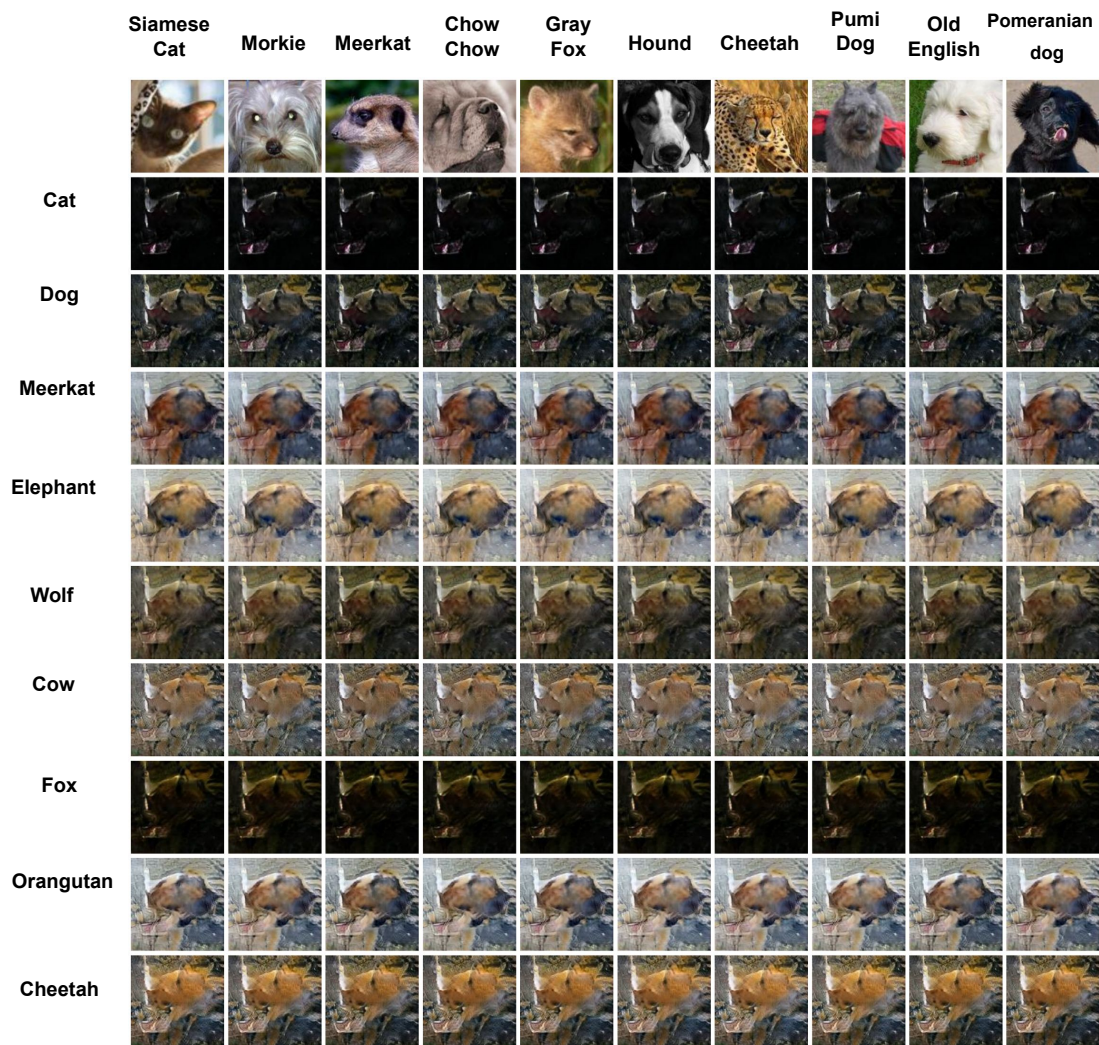 Siamese Cat
Morkie
Meerkat
Chow Chow
Gray Fox
Hound
Cheetah
Pumi Dog
Old English
Pomeranian dog
Cat
Dog
Meerkat
Elephant
Wolf
Cow
Fox
Orangutan
Cheetah